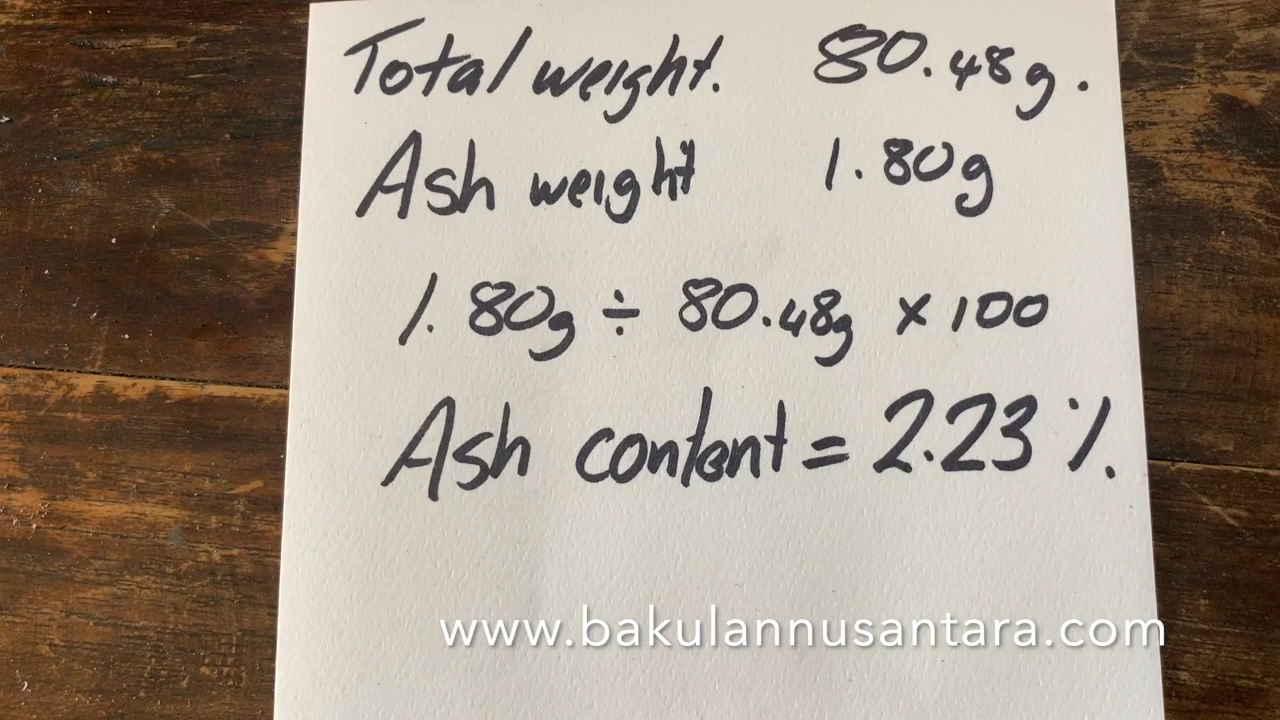 Total weight. 80.48g.
Ash weight 1.80g
1.80g ÷ 80.48g x 100
Ash content = 2.23 %.
www.bakulannusantara.com